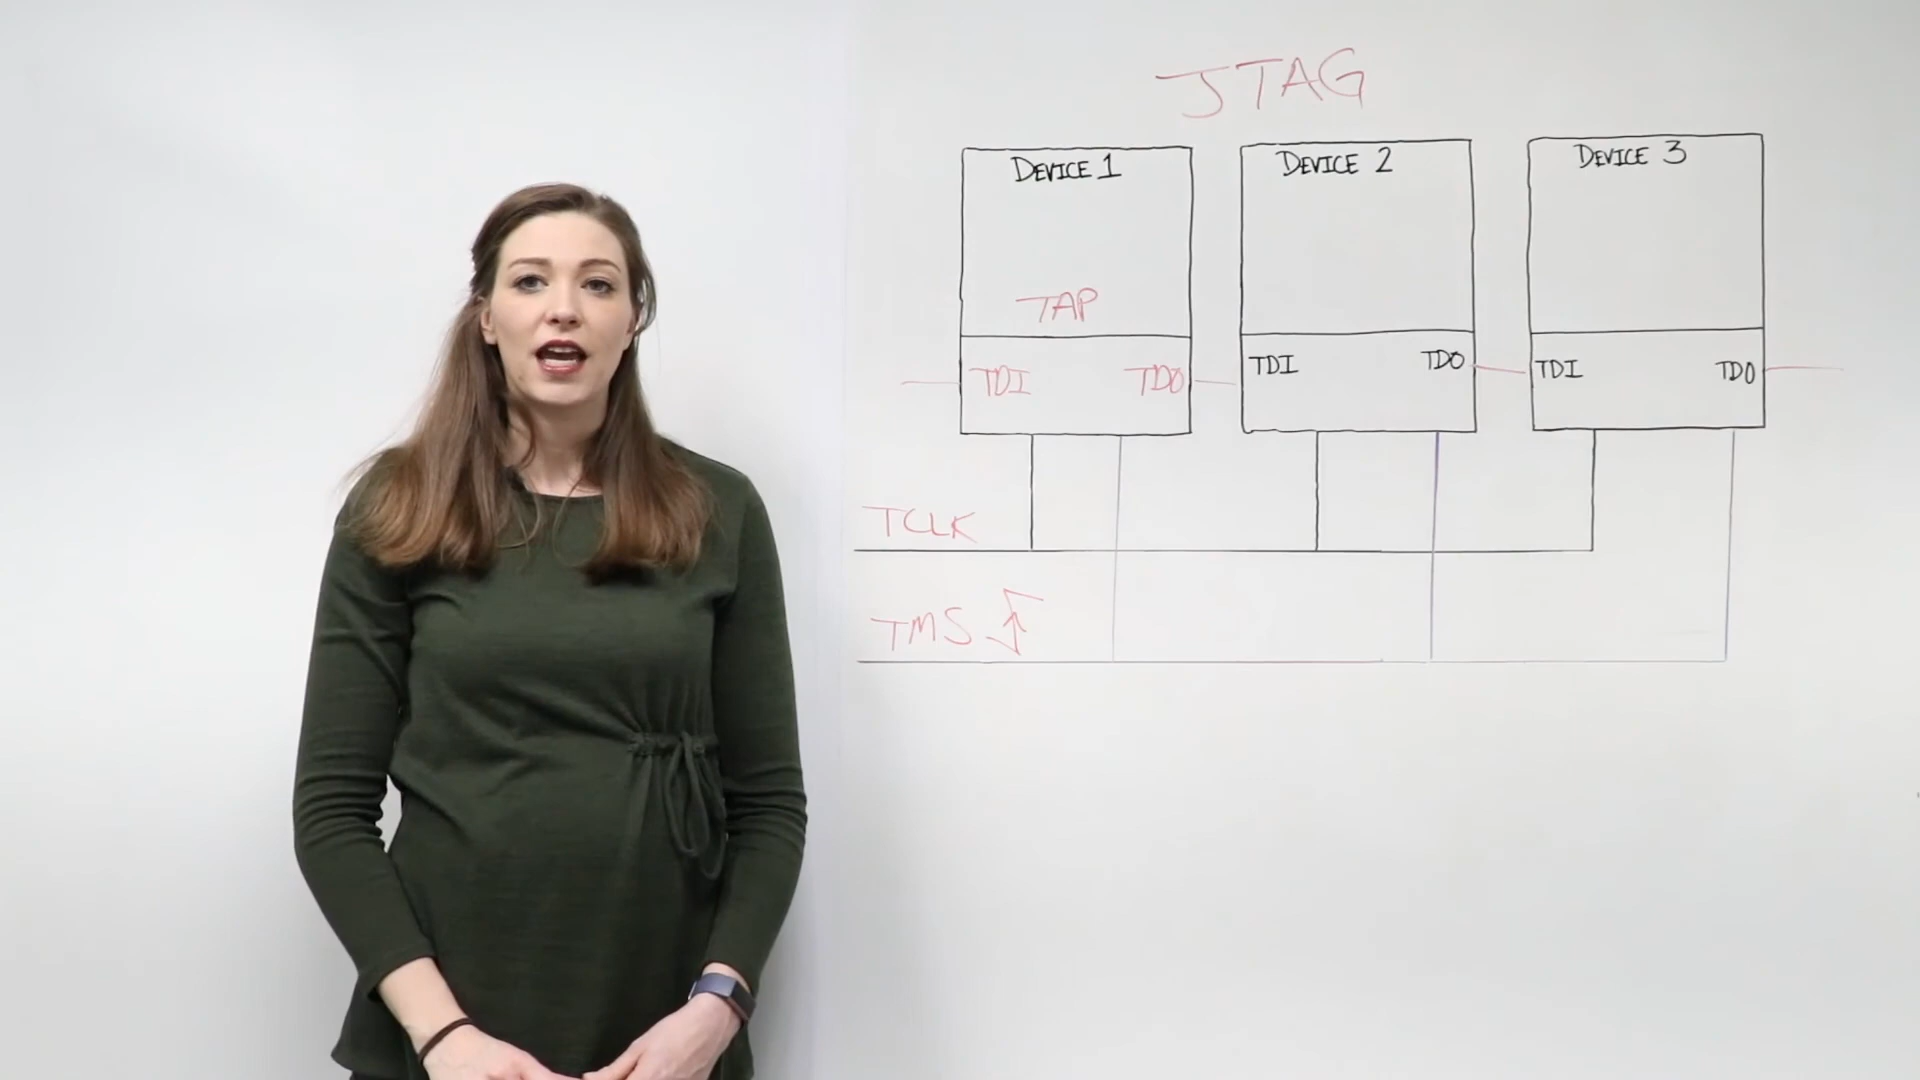 JTAG
DEVICE 1
DEVICE 2
DEVICE 3
TAP
TDI TDO
TDI TDO
TDI TDO
TCLK
TMS